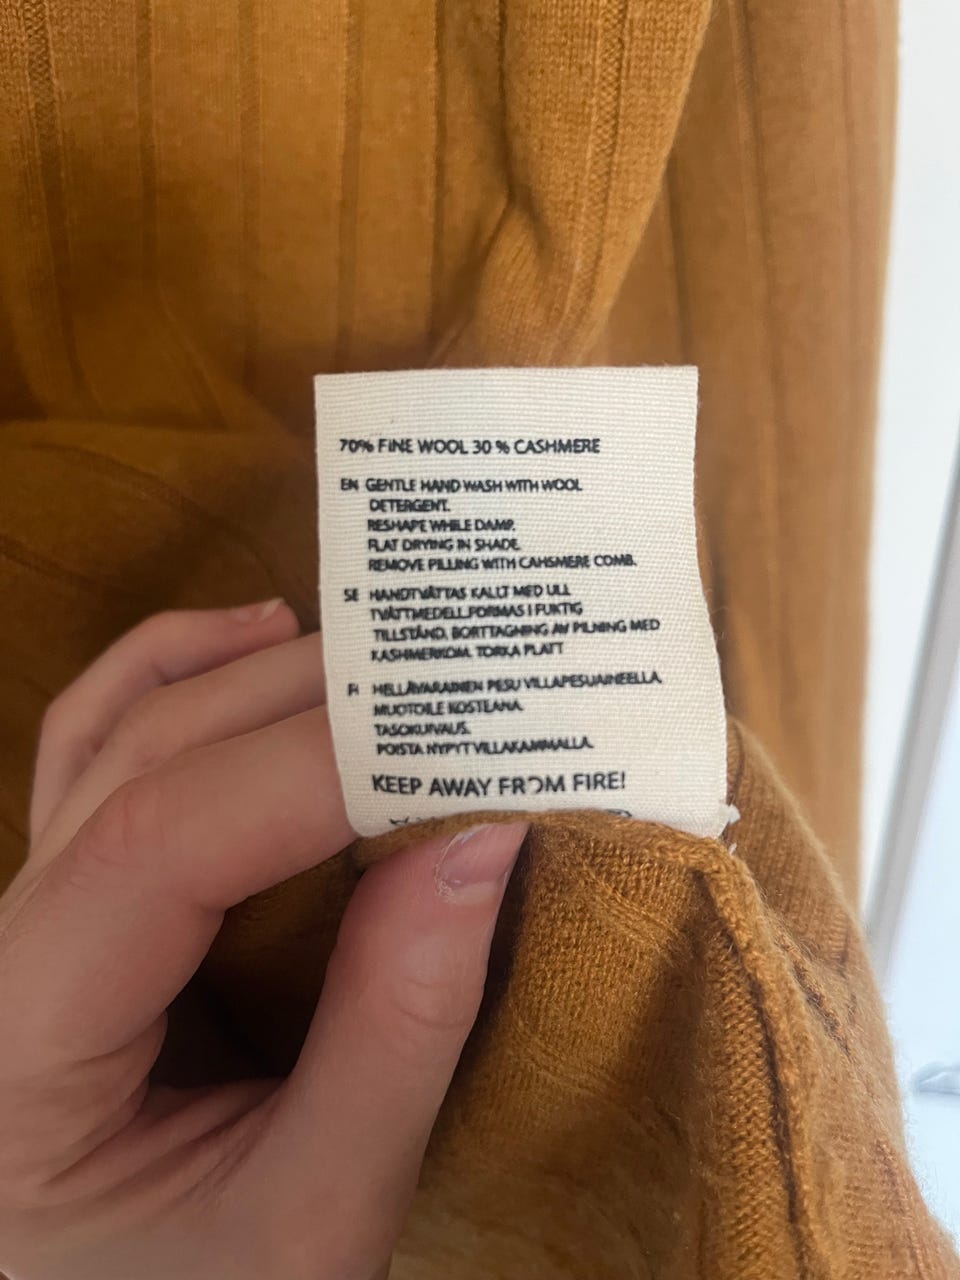 70% FINE WOOL 30 % CASHMERE
EN GENTLE HAND WASH WITH WOOL
DETERGENT.
RESHAPE WHILE DAMP.
FLAT DRYING IN SHADE.
REMOVE PILLING WITH CAHSMERE COMB.
SE HANDTVÄTTAS KALLT MED ULL
TVÄTTMEDELL.FORMAS I FUKTIG
TILLSTÅND. BORTTAGNING AV PILNING MED
KASHMERKOM. TORKA PLATT
FI HELLÄVARAINEN PESU VILLAPESUAINEELLA.
MUOTOILE KOSTEANA.
TASOKUIVAUS.
POISTA NYPYT VILLAKAMMALLA.
KEEP AWAY FROM FIRE!